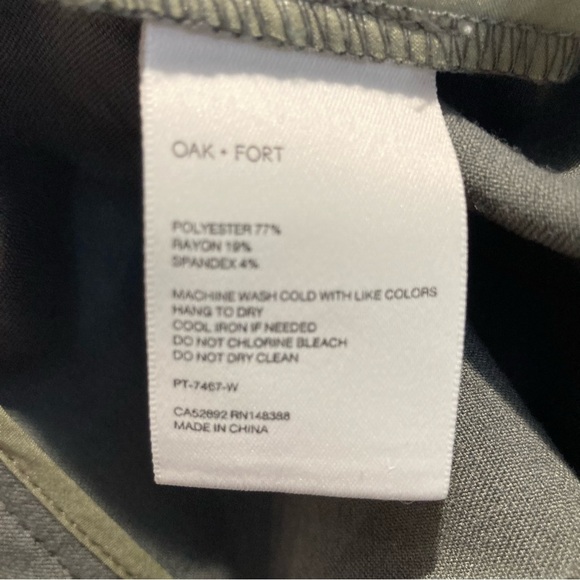 OAK + FORT
POLYESTER 77%
RAYON 19%
SPANDEX 4%
MACHINE WASH COLD WITH LIKE COLORS
HANG TO DRY
COOL IRON IF NEEDED
DO NOT CHLORINE BLEACH
DO NOT DRY CLEAN
PT-7467-W
CA52692 RN148388
MADE IN CHINA